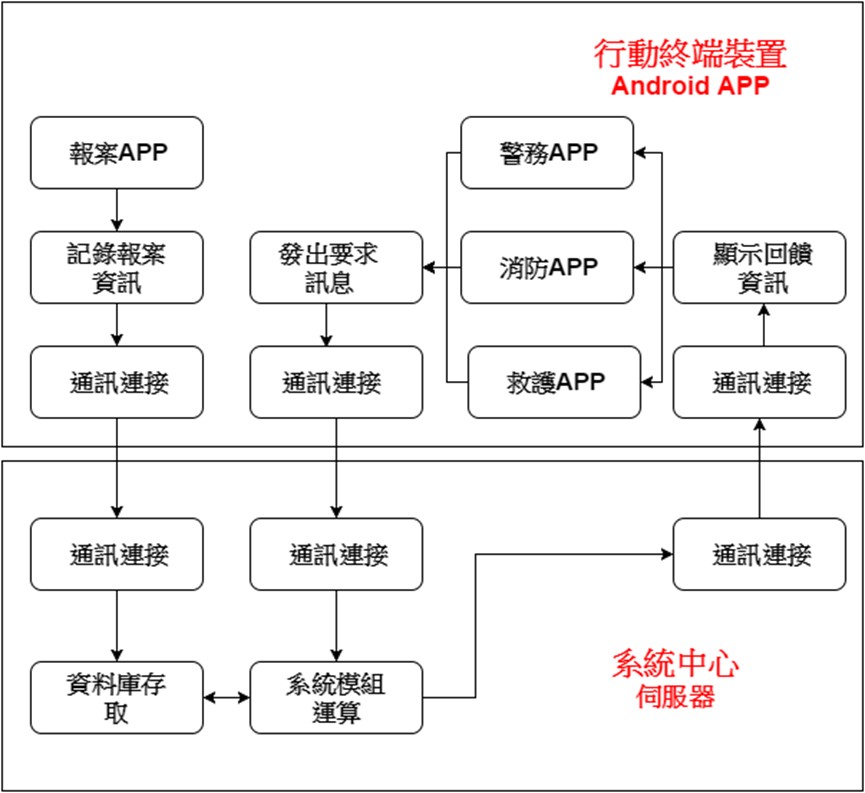 行動終端裝置
Android APP
報案APP
警務APP
記錄報案
資訊
發出要求
訊息
消防APP
顯示回饋
資訊
通訊連接
通訊連接
救護APP
通訊連接
通訊連接
通訊連接
通訊連接
系統中心
伺服器
資料庫存
取
系統模組
運算